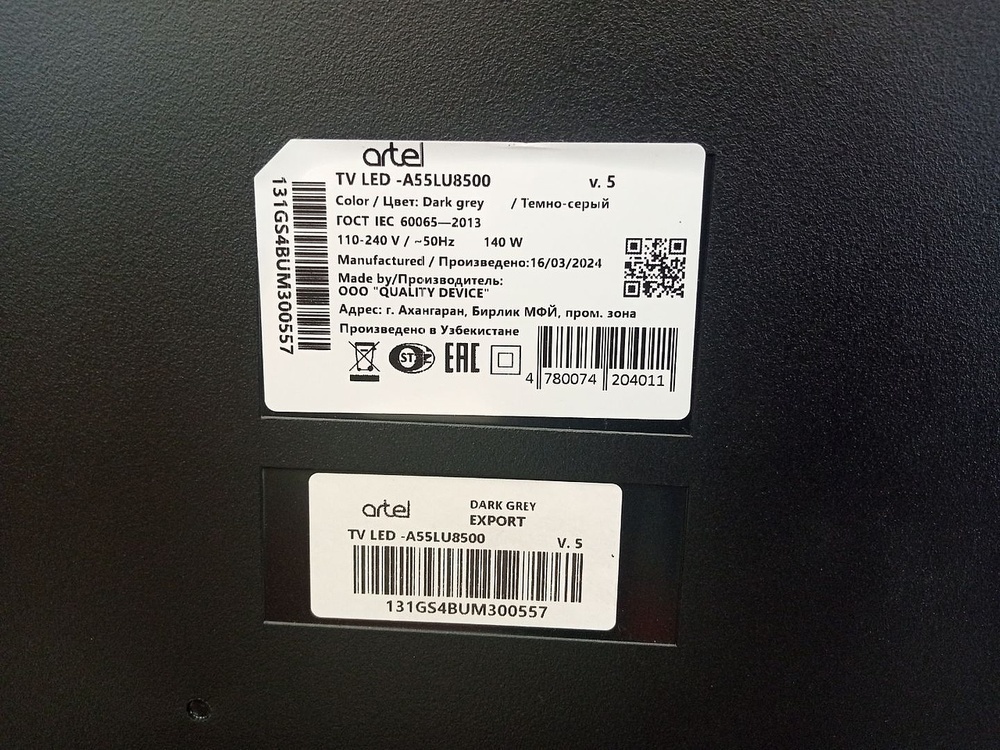 artel
TV LED -A55LU8500 v. 5
Color / Цвет: Dark grey / Темно-серый
ГОСТ IEC 60065—2013
110-240 V / ~50Hz 140 W
Manufactured / Произведено:16/03/2024
Made by/Производитель:
ООО "QUALITY DEVICE"
Адрес: г. Ахангаран, Бирлик МФЙ, пром. зона
Произведено в Узбекистане
EAC
4 780074 204011
131GS4BUM300557
artel DARK GREY
EXPORT
TV LED -A55LU8500 V. 5
131GS4BUM300557